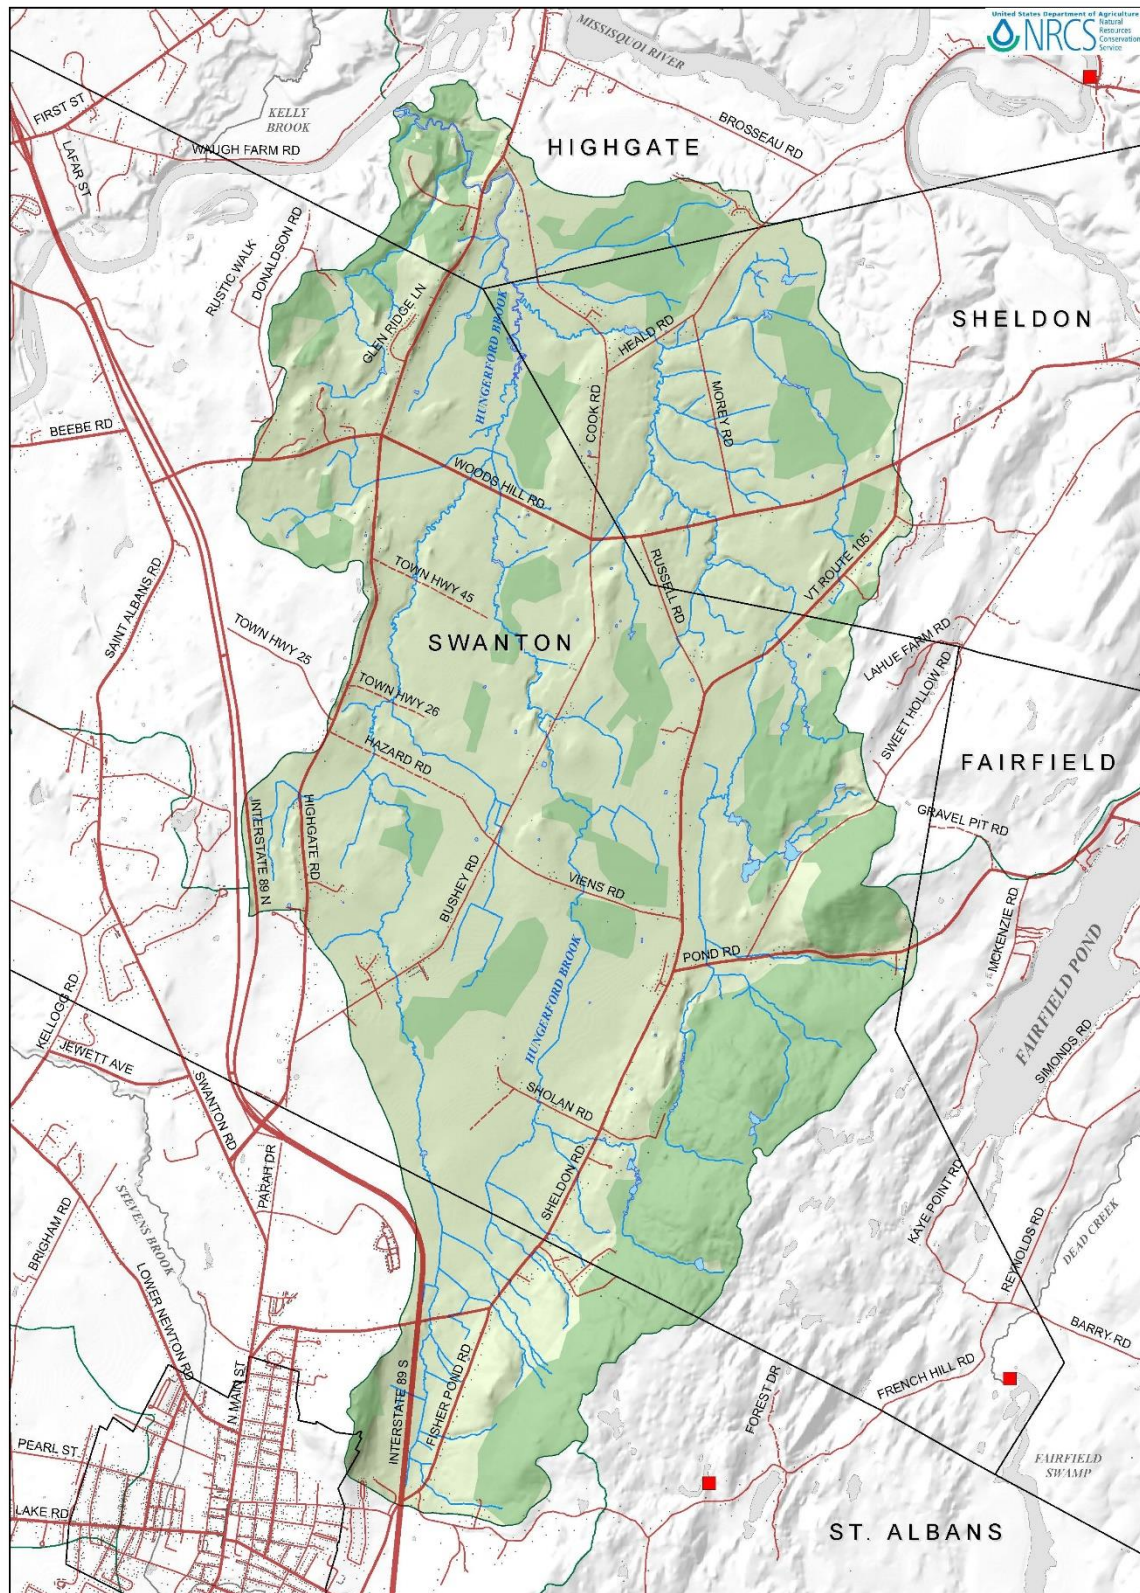 United States Department of Agriculture
NRCS
Natural
Resources
Conservation
Service
MISSISQUOI RIVER
FIRST ST
KELLY
BROOK
LAFAR ST
WAUGH FARM RD
HIGHGATE
BROSSEAU RD
RUSTIC WALK
DONALDSON RD
GLEN RIDGE LN
HUNGERFORD BROOK
HEALD RD
SHELDON
COOK RD
MOREY RD
BEEBE RD
WOODS HILL RD
SAINT ALBANS RD
TOWN HWY 45
RUSSELL RD
VT ROUTE 105
TOWN HWY 25
SWANTON
LAHUE FARM RD
SWEET HOLLOW RD
TOWN HWY 26
HAZARD RD
FAIRFIELD
INTERSTATE 89 N
HIGHGATE RD
GRAVEL PIT RD
BUSHEY RD
VIENS RD
MCKENZIE RD
POND RD
FAIRFIELD POND
KELLOGG RD
HUNGERFORD BROOK
JEWETT AVE
SIMONDS RD
SWANTON RD
SHOLAN RD
PARAH DR
STEVENS BROOK
SHELDON RD
KAYE POINT RD
BRIGHAM RD
REYNOLDS RD
DEAD CREEK
LOWER NEWTON RD
BARRY RD
N MAIN ST
INTERSTATE 89 S
FISHER POND RD
FOREST DR
FRENCH HILL RD
PEARL ST
FAIRFIELD
SWAMP
LAKE RD
ST. ALBANS